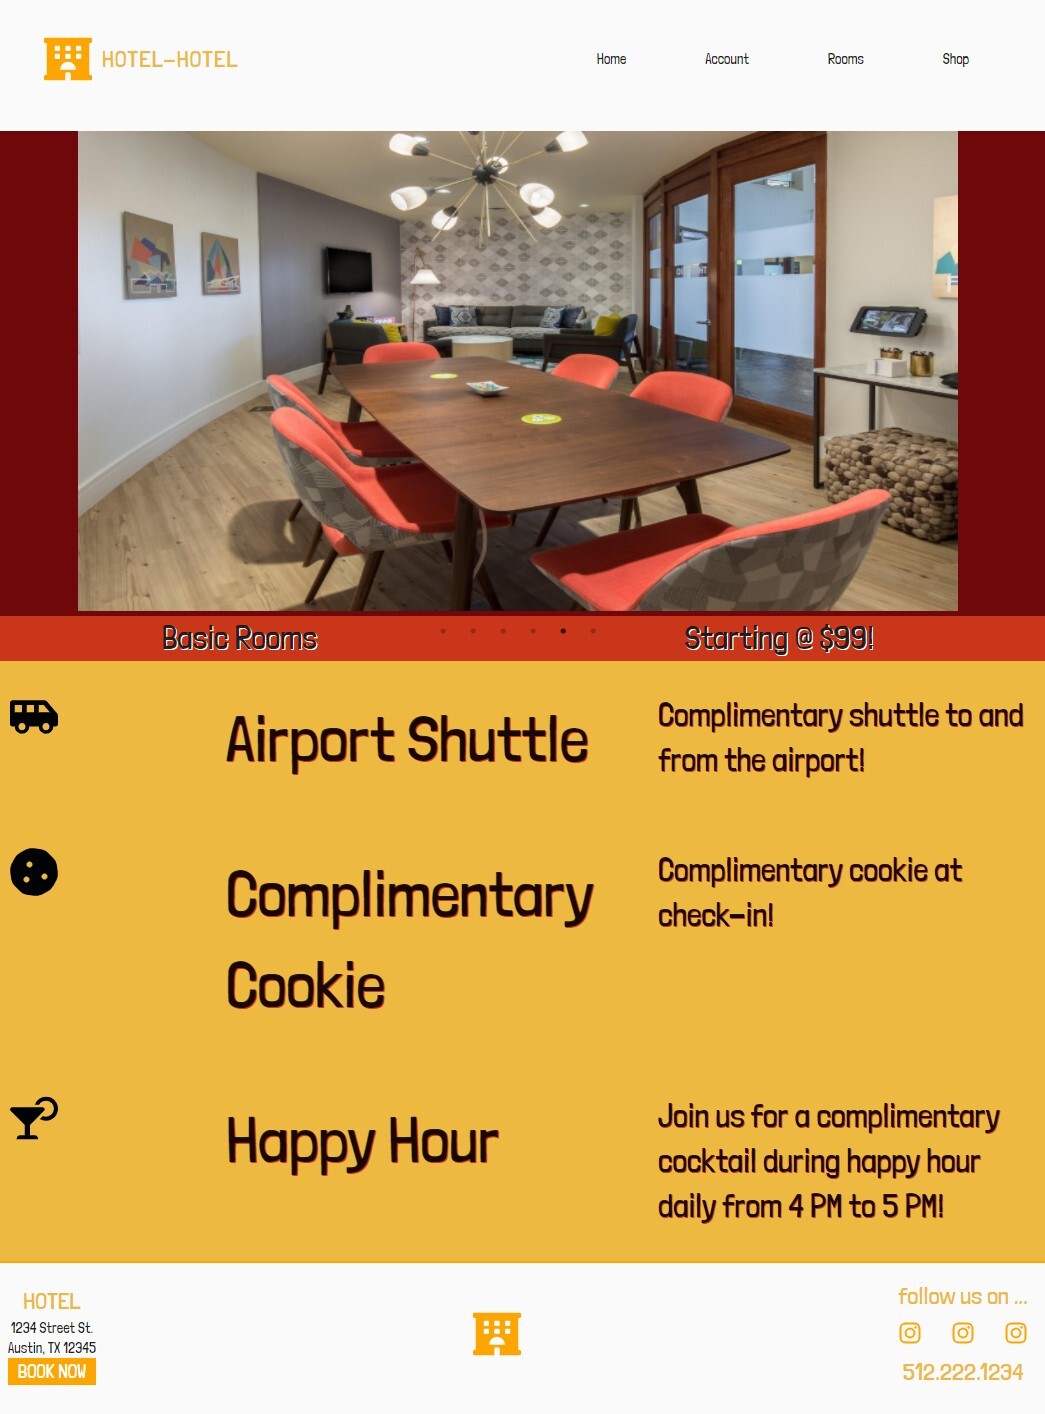 HOTEL-HOTEL
Home Account Rooms Shop
Basic Rooms
Starting @ $99!
Airport Shuttle
Complimentary shuttle to and
from the airport!
Complimentary
Cookie
Complimentary cookie at
check-in!
Happy Hour
Join us for a complimentary
cocktail during happy hour
daily from 4 PM to 5 PM!
HOTEL
1234 Street St.
Austin, TX 12345
BOOK NOW
follow us on ...
512.222.1234